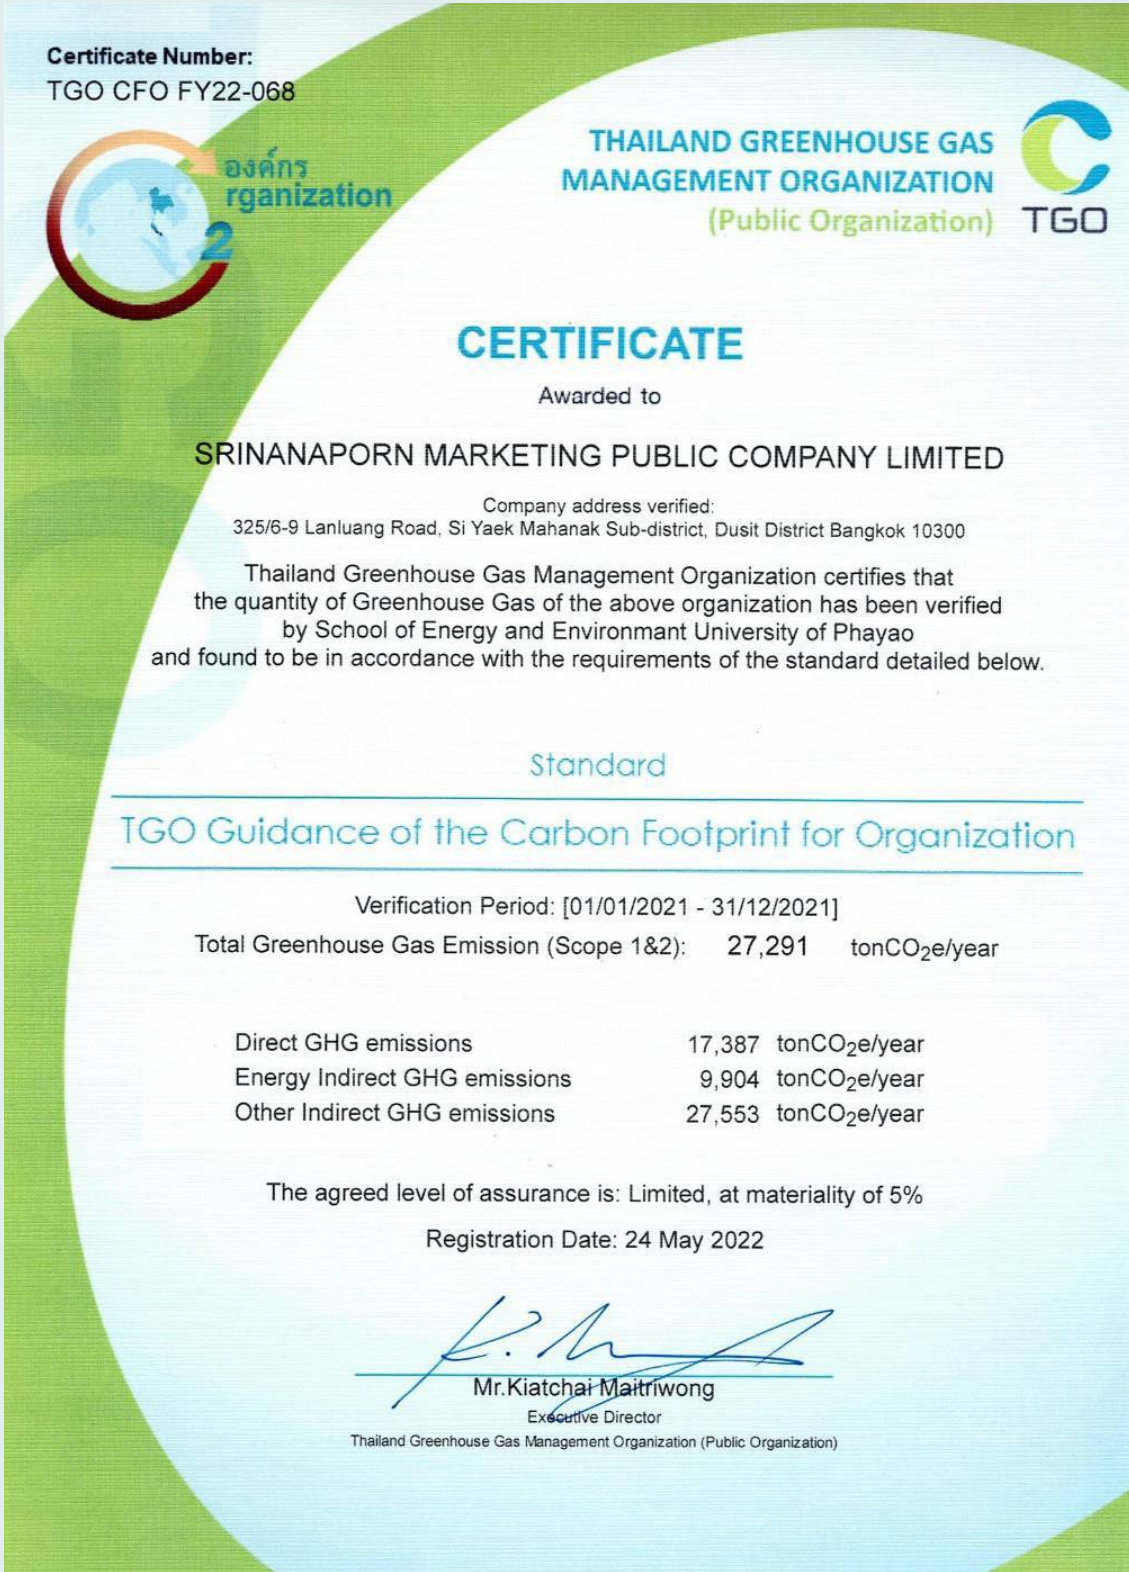 Certificate Number:
TGO CFO FY22-068
องค์กร
rganization
2
THAILAND GREENHOUSE GAS
MANAGEMENT ORGANIZATION
(Public Organization)
TGO
CERTIFICATE
Awarded to
SRINANAPORN MARKETING PUBLIC COMPANY LIMITED
Company address verified:
325/6-9 Lanluang Road, Si Yaek Mahanak Sub-district, Dusit District Bangkok 10300
Thailand Greenhouse Gas Management Organization certifies that
the quantity of Greenhouse Gas of the above organization has been verified
by School of Energy and Environmant University of Phayao
and found to be in accordance with the requirements of the standard detailed below.
Standard
TGO Guidance of the Carbon Footprint for Organization
Verification Period: [01/01/2021 - 31/12/2021]
Total Greenhouse Gas Emission (Scope 1&2): 27,291 tonCO₂e/year
Direct GHG emissions 17,387 tonCO₂e/year
Energy Indirect GHG emissions 9,904 tonCO₂e/year
Other Indirect GHG emissions 27,553 tonCO₂e/year
The agreed level of assurance is: Limited, at materiality of 5%
Registration Date: 24 May 2022
Mr.Kiatchai Maitriwong
Executive Director
Thailand Greenhouse Gas Management Organization (Public Organization)